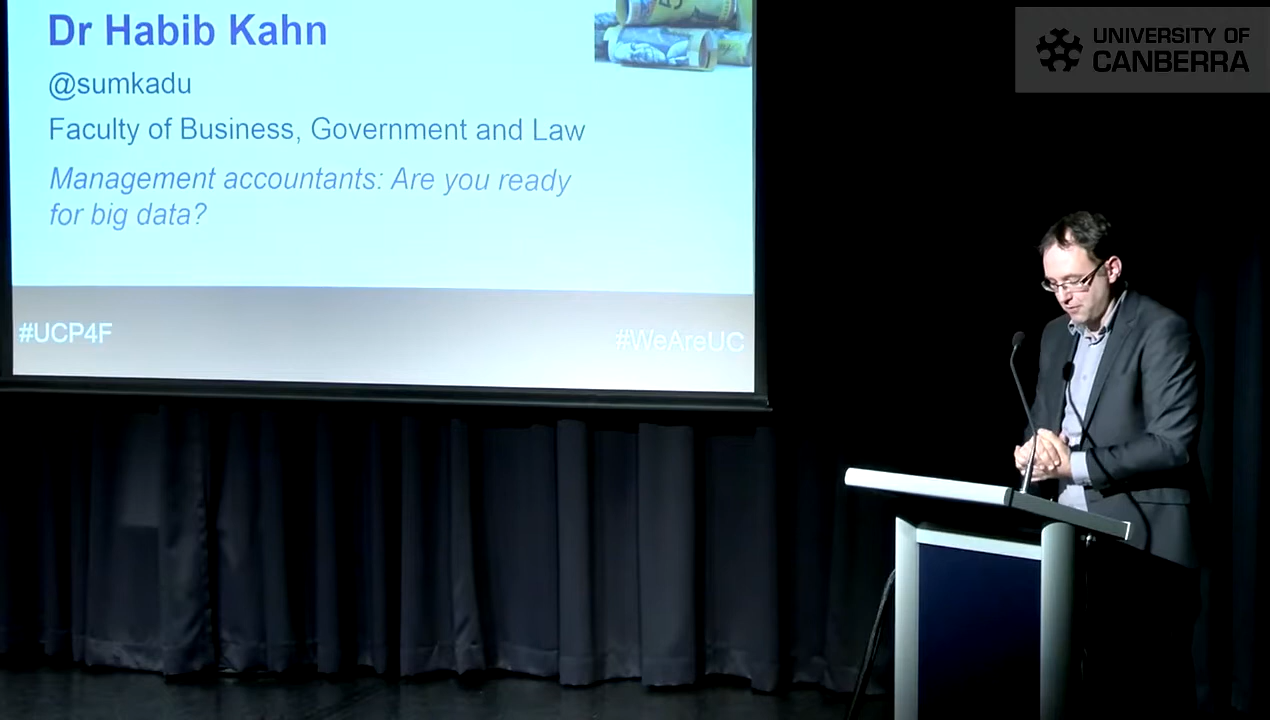 Dr Habib Kahn
@sumkadu
Faculty of Business, Government and Law
Management accountants: Are you ready
for big data?
#UCP4F
#WeAreUC
UNIVERSITY OF
CANBERRA